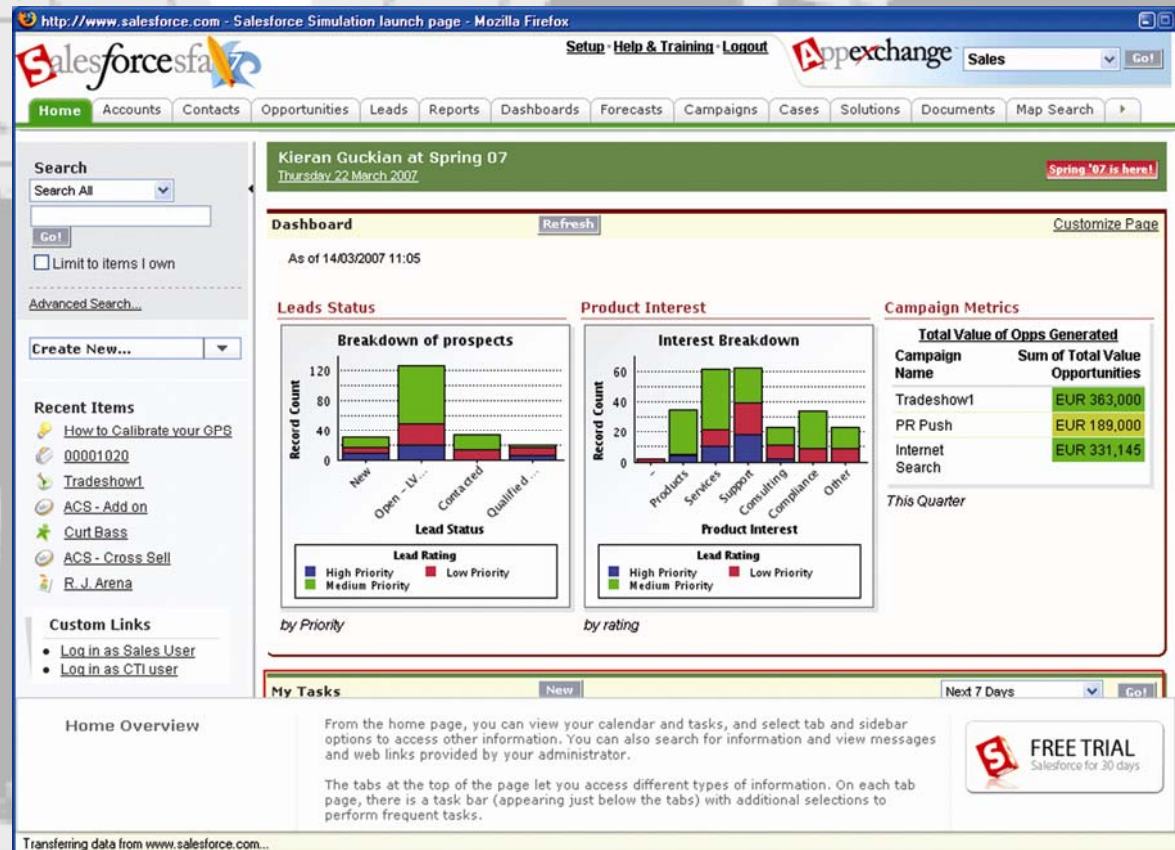 http://www.salesforce.com - Salesforce Simulation launch page - Mozilla Firefox
Salesforce sfa 7
Setup · Help & Training · Logout
Appexchange
Sales
Go!
Home
Accounts
Contacts
Opportunities
Leads
Reports
Dashboards
Forecasts
Campaigns
Cases
Solutions
Documents
Map Search
Search
Search All
Go!
Limit to items I own
Advanced Search...
Create New...
Recent Items
How to Calibrate your GPS
00001020
Tradeshow1
ACS - Add on
Curt Bass
ACS - Cross Sell
R. J. Arena
Custom Links
• Log in as Sales User
• Log in as CTI user
Kieran Guckian at Spring 07
Thursday 22 March 2007
Spring '07 is here!
Dashboard
Refresh
Customize Page
As of 14/03/2007 11:05
Leads Status
Breakdown of prospects
Record Count
120
80
40
0
New
Open - LV...
Contacted
Qualified...
Lead Status
Lead Rating
High Priority
Low Priority
Medium Priority
by Priority
Product Interest
Interest Breakdown
Record Count
60
40
20
0
-
Products
Services
Support
Consulting
Compliance
Other
Product Interest
Lead Rating
High Priority
Low Priority
Medium Priority
by rating
Campaign Metrics
Total Value of Opps Generated
Campaign Name
Sum of Total Value Opportunities
Tradeshow1 EUR 363,000
PR Push EUR 189,000
Internet Search EUR 331,145
This Quarter
My Tasks
New
Next 7 Days
Go!
Home Overview
From the home page, you can view your calendar and tasks, and select tab and sidebar
options to access other information. You can also search for information and view messages
and web links provided by your administrator.
The tabs at the top of the page let you access different types of information. On each tab
page, there is a task bar (appearing just below the tabs) with additional selections to
perform frequent tasks.
FREE TRIAL
Salesforce for 30 days
Transferring data from www.salesforce.com...